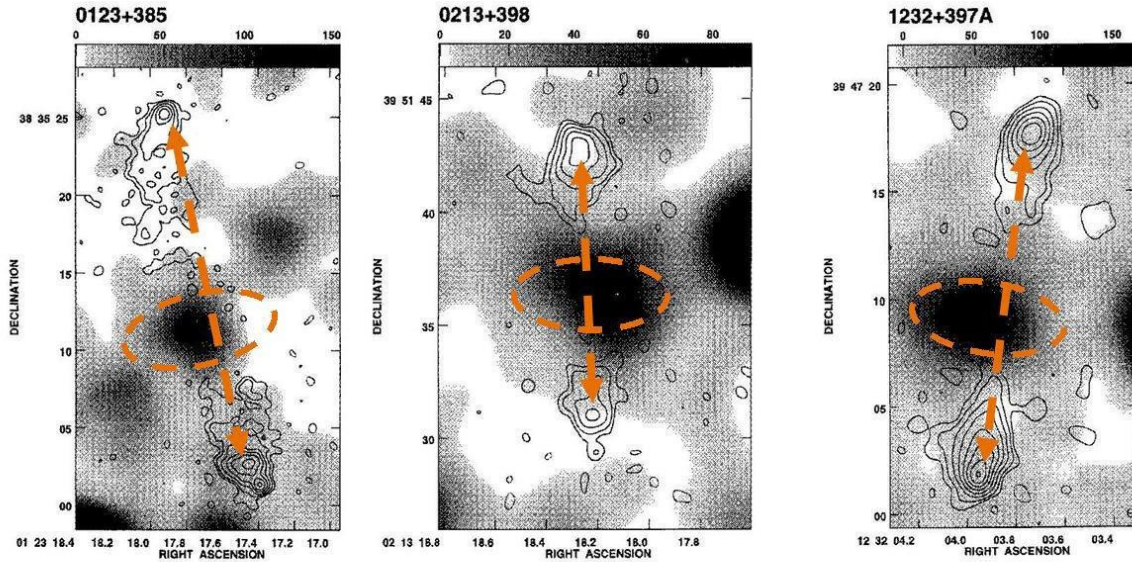 0123+385
0 50 100 150
38 35 25
20
15
10
05
00
DECLINATION
01 23 18.4 18.2 18.0 17.8 17.6 17.4 17.2 17.0
RIGHT ASCENSION
0213+398
0 20 40 60 80
39 51 45
40
35
30
DECLINATION
02 13 18.8 18.6 18.4 18.2 18.0 17.8
RIGHT ASCENSION
1232+397A
0 50 100 150
39 47 20
15
10
05
00
DECLINATION
12 32 04.2 04.0 03.8 03.6 03.4
RIGHT ASCENSION